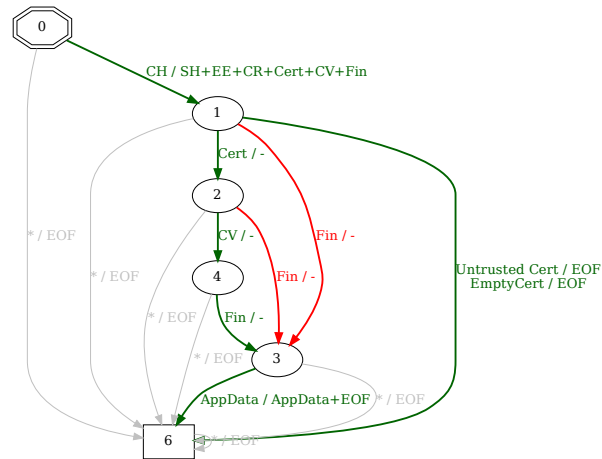 0
CH / SH+EE+CR+Cert+CV+Fin
1
Cert / -
2
* / EOF
* / EOF
CV / -
Fin / -
Untrusted Cert / EOF
EmptyCert / EOF
4
Fin / -
* / EOF
Fin / -
* / EOF
3
AppData / AppData+EOF
* / EOF
6
* / EOF